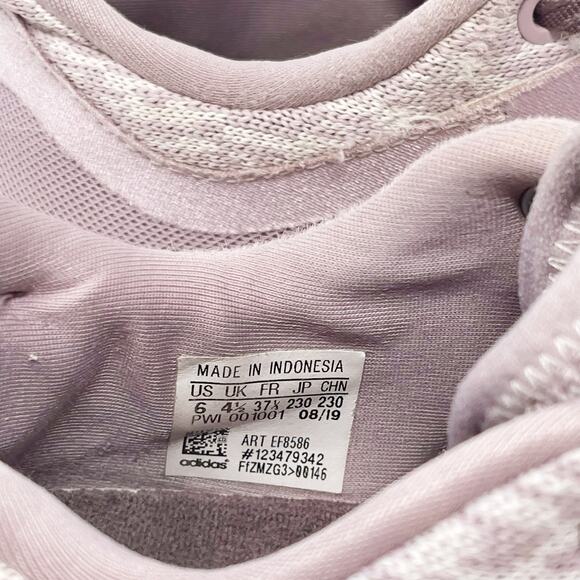 MADE IN INDONESIA
US UK FR JP CHN
6 4½ 37⅓ 230 230
PWI 001001 08/19
ART EF8586
#123479342
adidas
FfZMZG3>00146